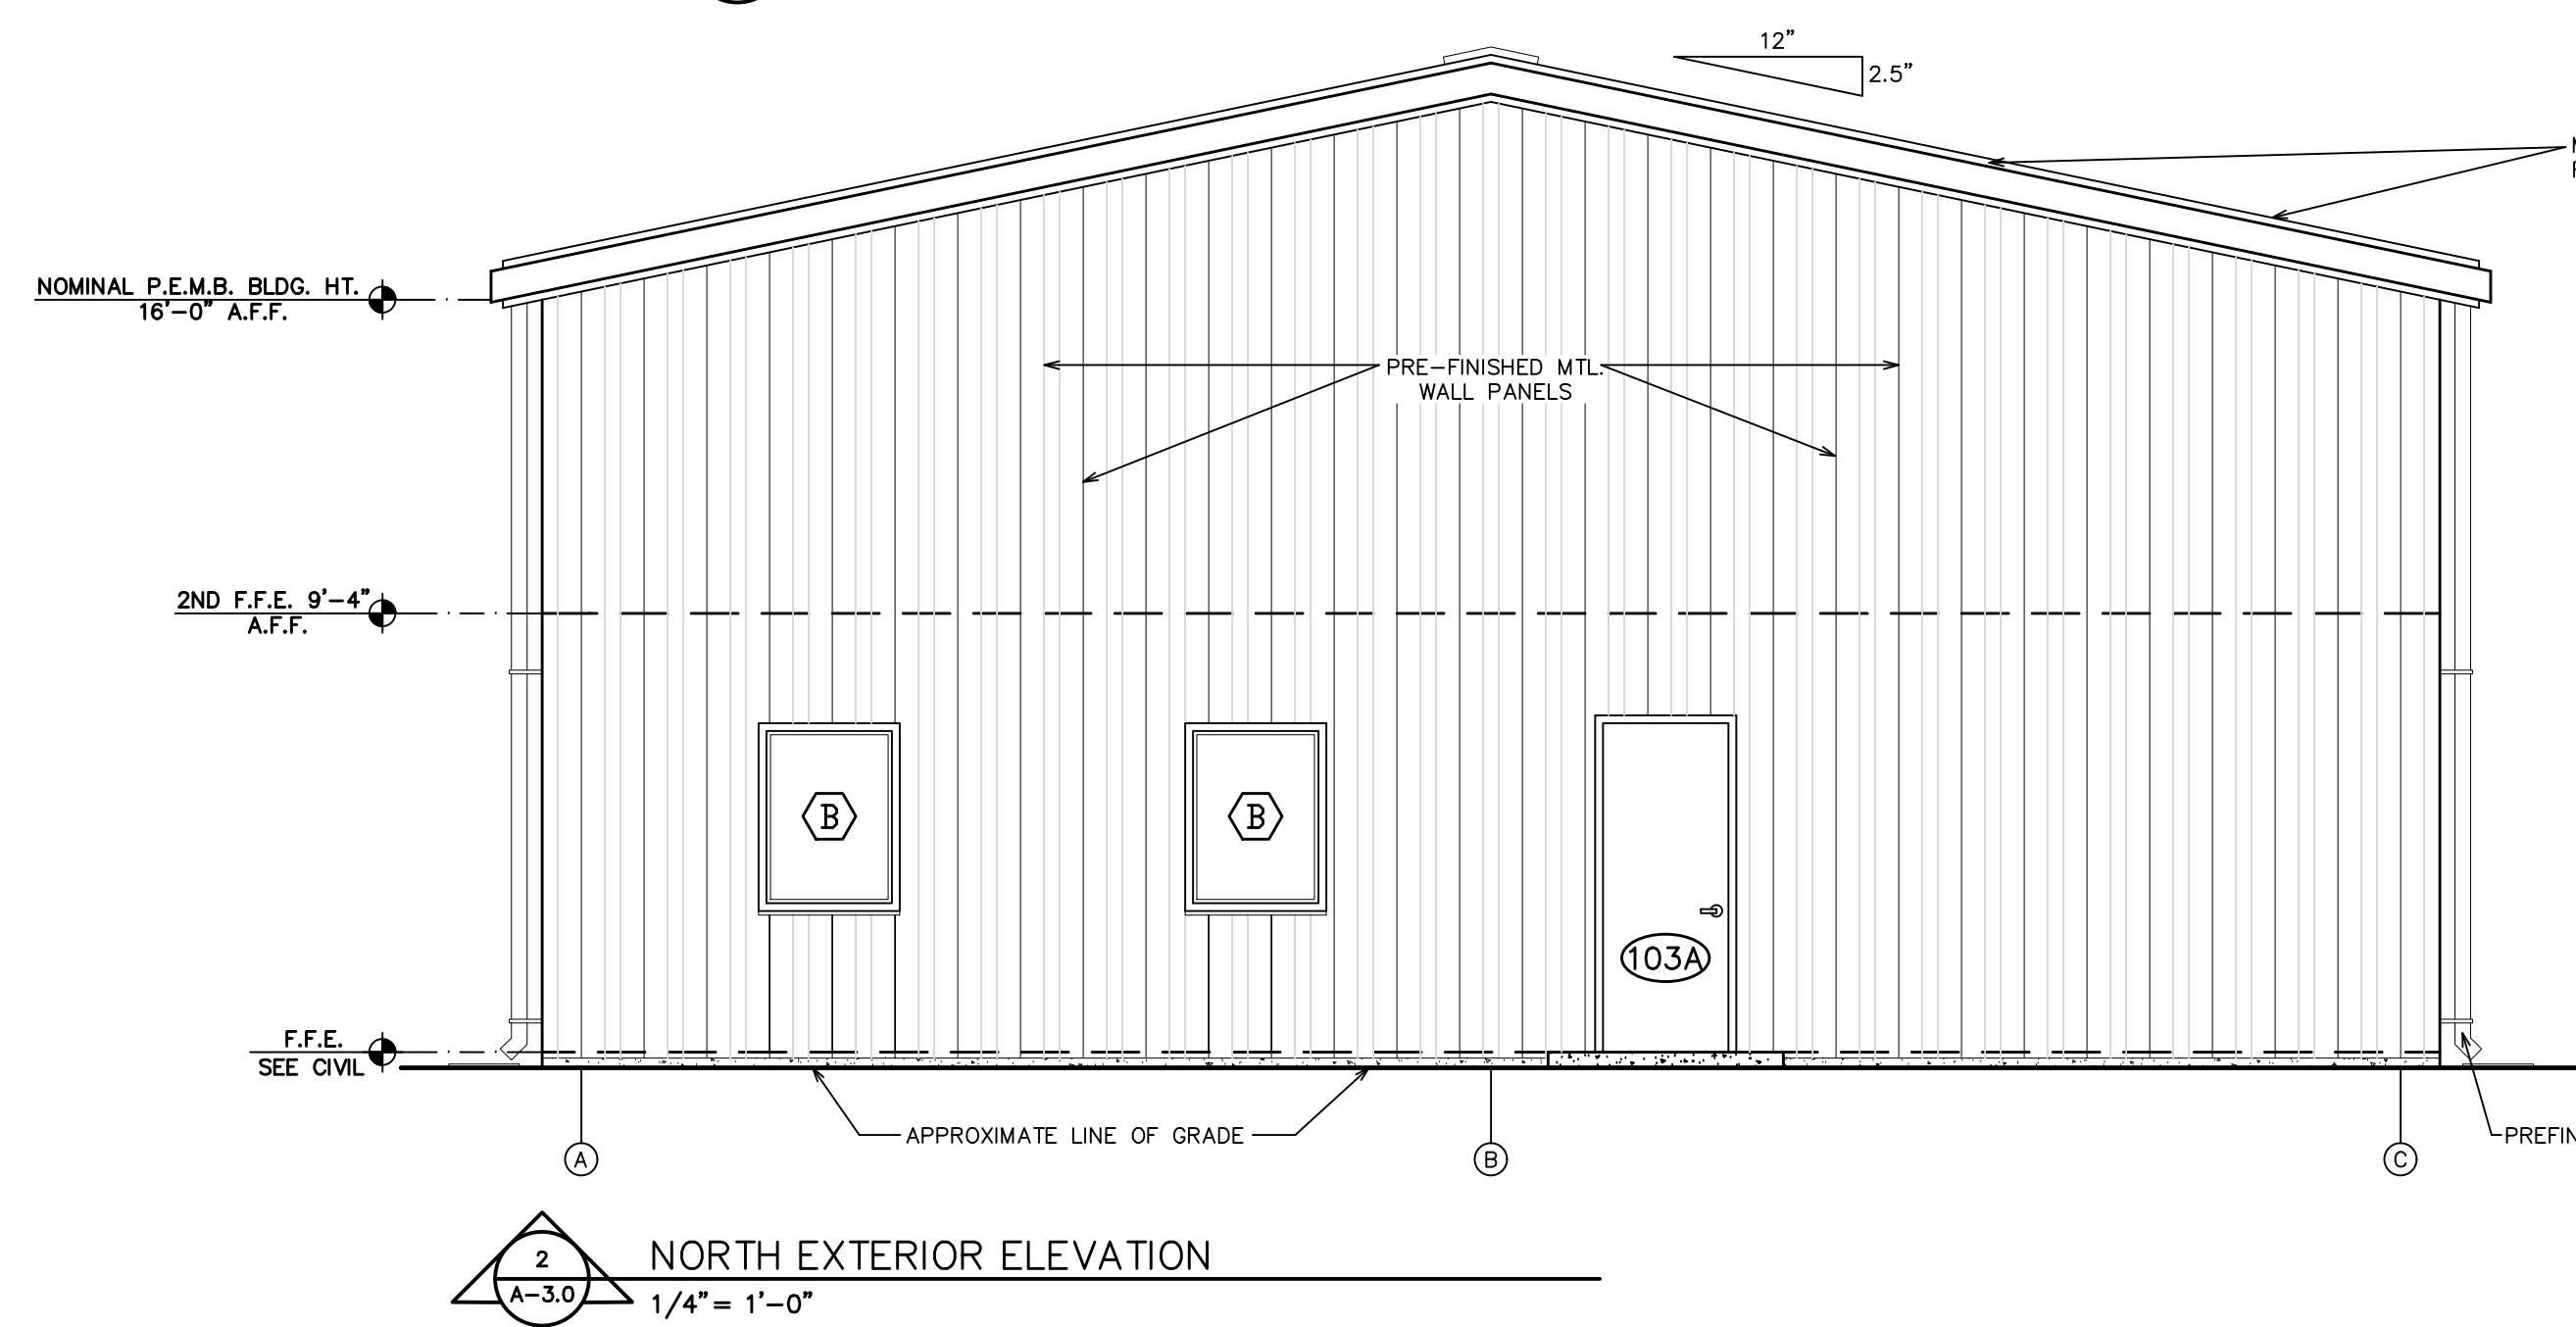 12”
2.5”
NOMINAL P.E.M.B. BLDG. HT.
16’-0” A.F.F.
PRE-FINISHED MTL.
WALL PANELS
2ND F.F.E. 9’-4”
A.F.F.
B
B
103A
F.F.E.
SEE CIVIL
APPROXIMATE LINE OF GRADE
A
B
C
2
A-3.0
NORTH EXTERIOR ELEVATION
1/4”= 1’-0”